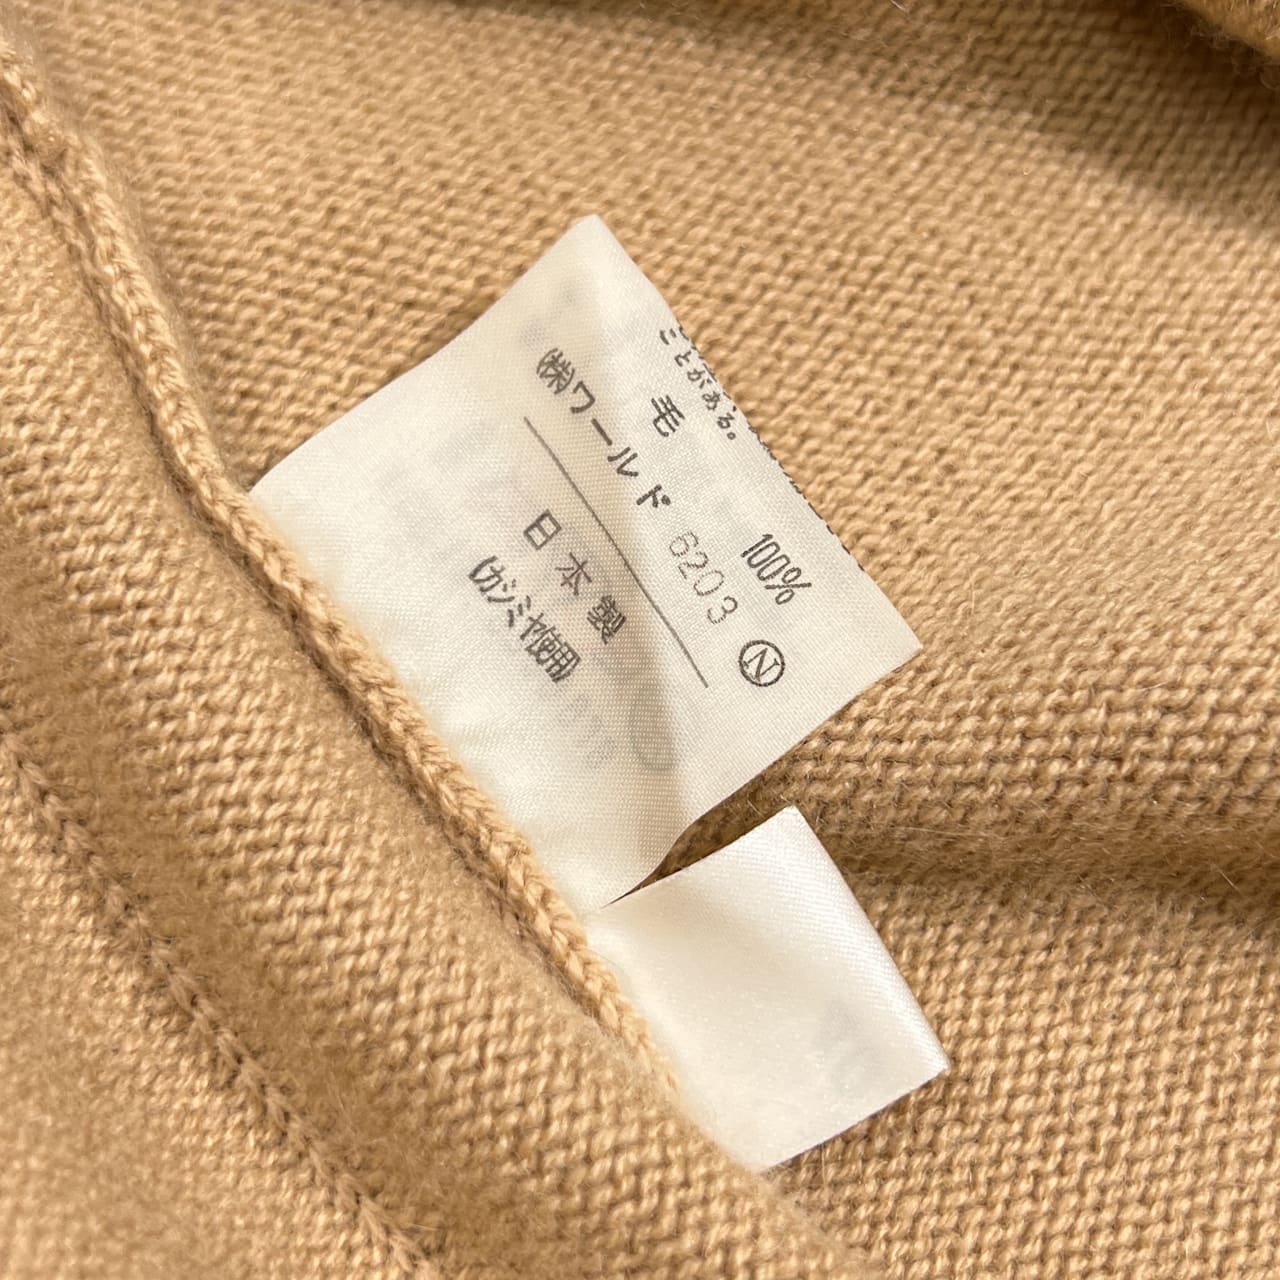 ことがある。
毛 100%
㈱ワールド 6203 Ⓝ
日本製
(カシミヤ使用)